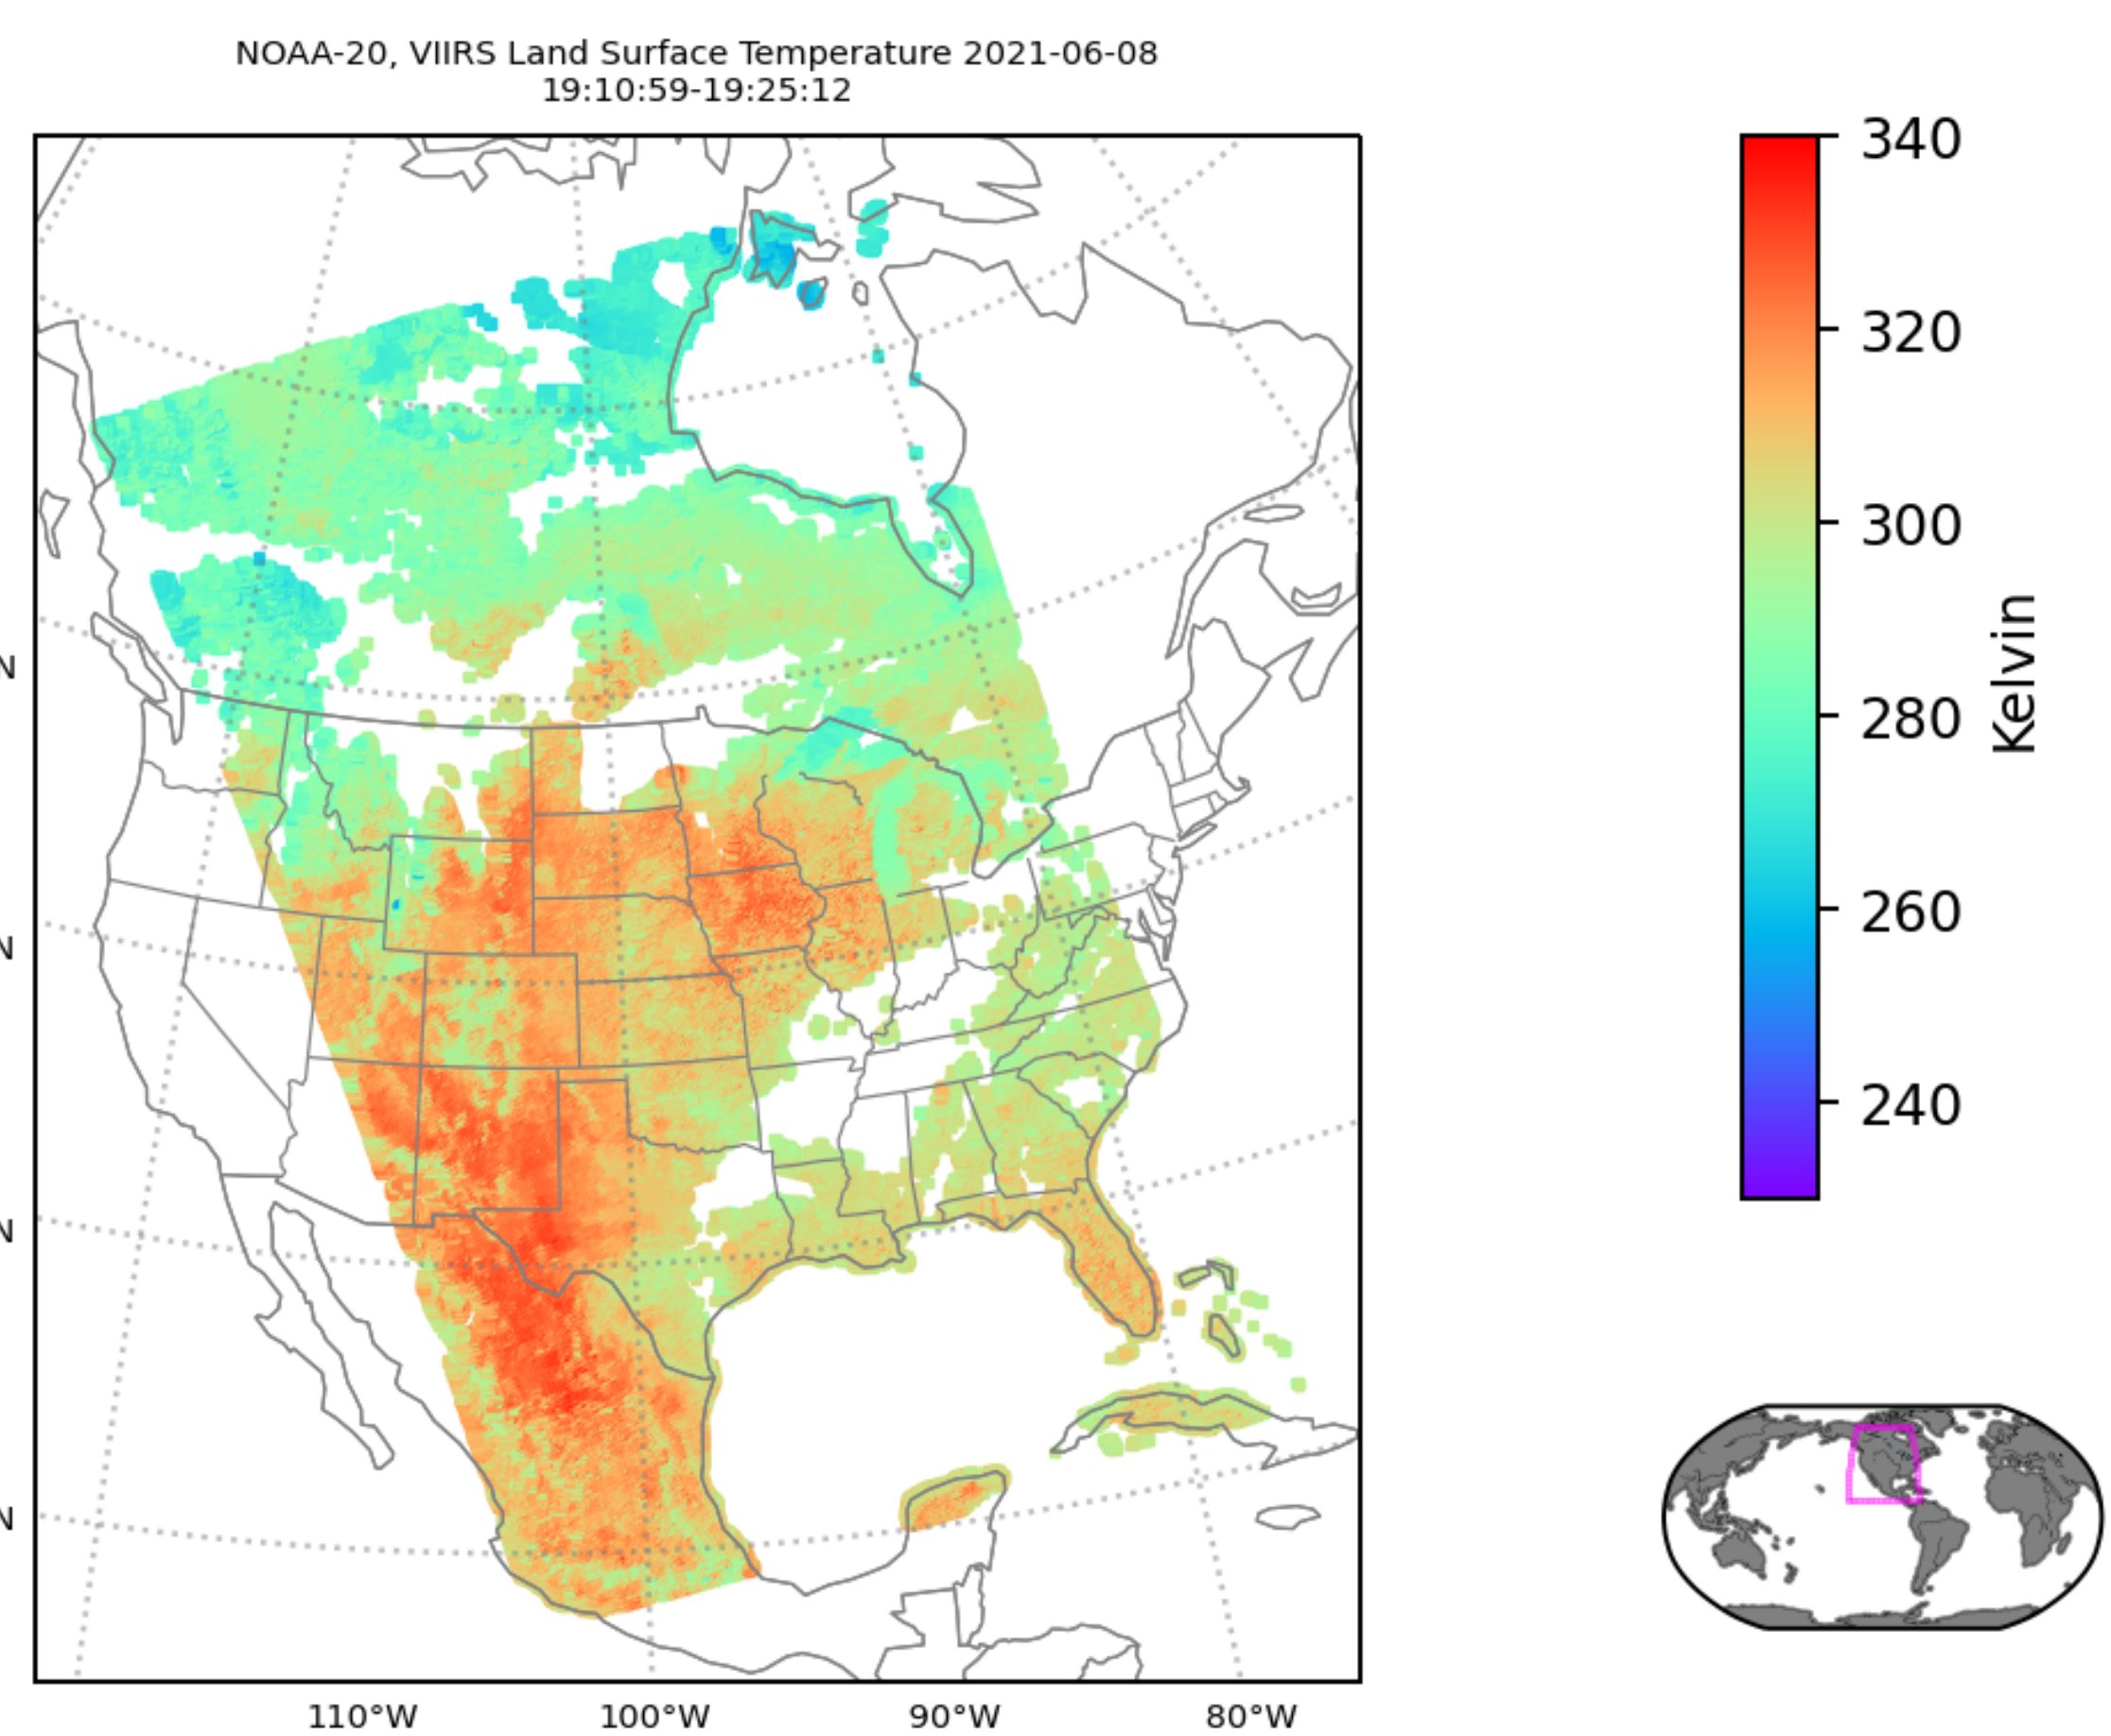 NOAA-20, VIIRS Land Surface Temperature 2021-06-08
19:10:59-19:25:12
340
320
300
280
260
240
Kelvin
N
N
N
N
110°W
100°W
90°W
80°W